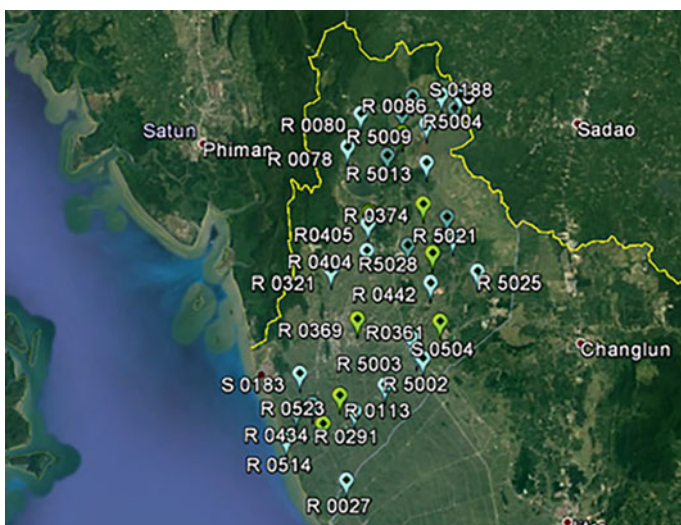 S 0188
R 0086
R 0080
R5004
Satun
Sadao
R 5009
Phiman
R 0078
R 5013
R 0374
R0405
R 5021
R 0404
R5028
R 0321
R 5025
R 0442
R 0369
R0361
S 0504
Changlun
R 5003
S 0183
R 5002
R 0523
R 0113
R 0434
R 0291
R 0514
R 0027